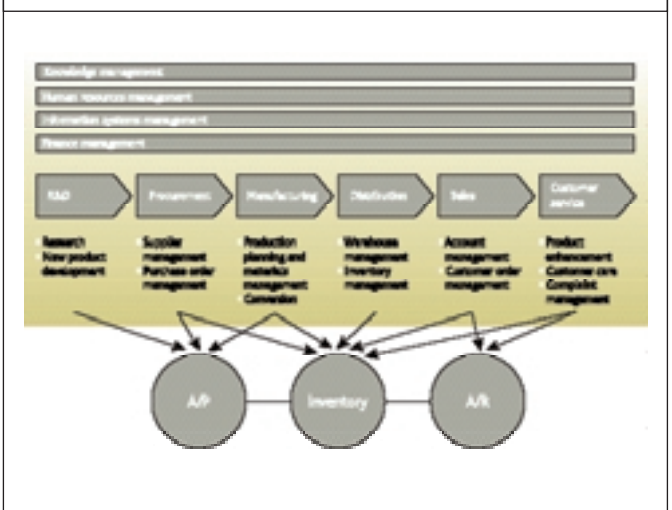 Knowledge management
Human resources management
Information systems management
Finance management
R&D
Procurement
Manufacturing
Distribution
Sales
Customer
service
Research
New product
development
Supplier
management
Purchase order
management
Production
planning and
materials
management
Conversion
Warehouse
management
Inventory
management
Account
management
Customer order
management
Product
enhancement
Customer care
Complaint
management
A/P
Inventory
A/R